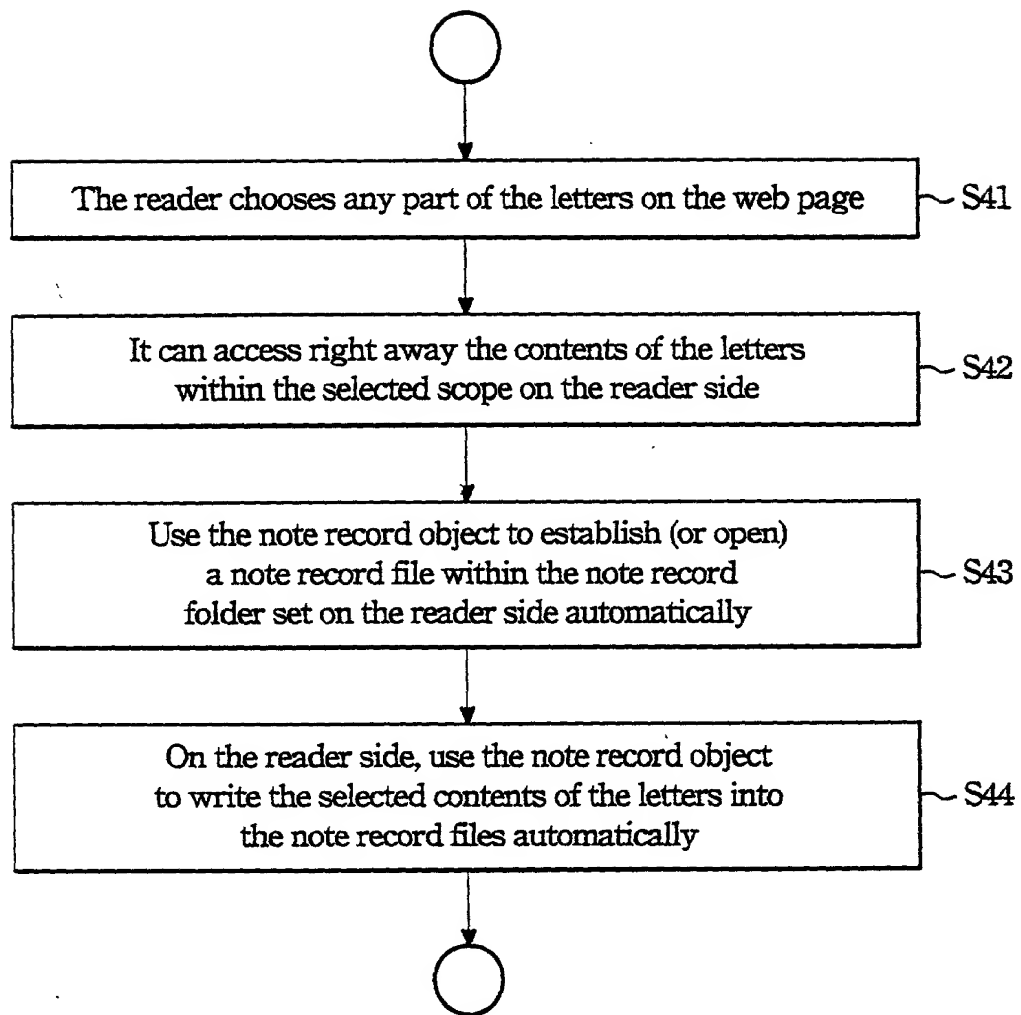 The reader chooses any part of the letters on the web page
S41
It can access right away the contents of the letters
within the selected scope on the reader side
S42
Use the note record object to establish (or open)
a note record file within the note record
folder set on the reader side automatically
S43
On the reader side, use the note record object
to write the selected contents of the letters into
the note record files automatically
S44